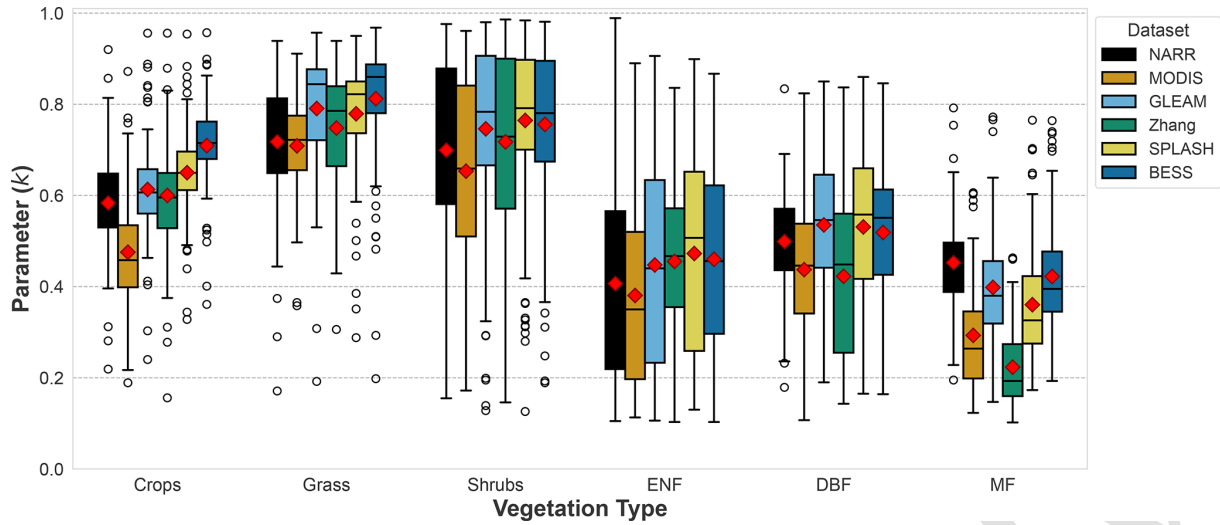 1.0
0.8
0.6
0.4
0.2
0.0
Parameter (k)
Crops
Grass
Shrubs
ENF
DBF
MF
Vegetation Type
Dataset
NARR
MODIS
GLEAM
Zhang
SPLASH
BESS